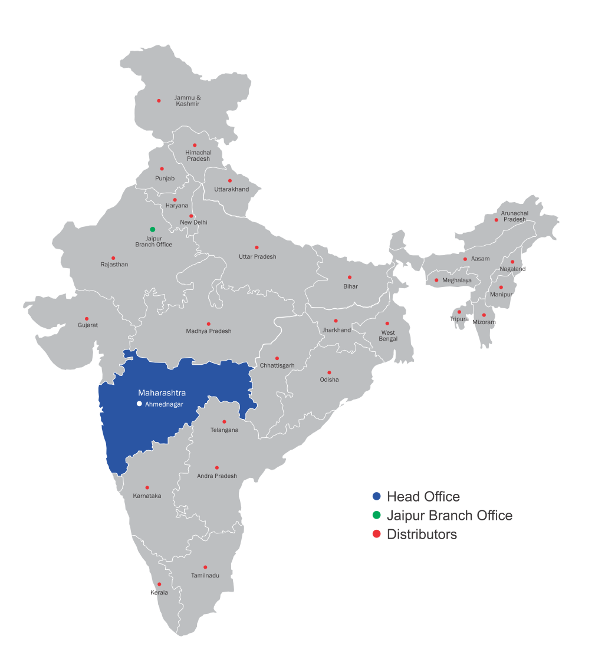 Jammu &
Kashmir
Himachal
Pradesh
Punjab
Uttarakhand
Haryana
New Delhi
Jaipur
Branch Office
Rajasthan
Uttar Pradesh
Bihar
Arunachal
Pradesh
Aasam
Nagaland
Meghalaya
Manipur
Tripura
Mizoram
Gujarat
Madhya Pradesh
Jharkhand
West
Bengal
Chhattisgarh
Odisha
Maharashtra
Ahmednagar
Telangana
Andra Pradesh
Karnataka
Tamilnadu
Kerala
Head Office
Jaipur Branch Office
Distributors